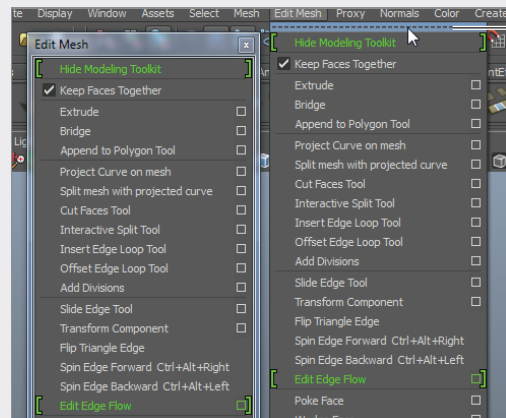 te Display Window Assets Select Mesh Edit Mesh Proxy Normals Color Create
Edit Mesh
Hide Modeling Toolkit
Keep Faces Together
Extrude
Bridge
Append to Polygon Tool
Project Curve on mesh
Split mesh with projected curve
Cut Faces Tool
Interactive Split Tool
Insert Edge Loop Tool
Offset Edge Loop Tool
Add Divisions
Slide Edge Tool
Transform Component
Flip Triangle Edge
Spin Edge Forward Ctrl+Alt+Right
Spin Edge Backward Ctrl+Alt+Left
Edit Edge Flow
Hide Modeling Toolkit
Keep Faces Together
Extrude
Bridge
Append to Polygon Tool
Project Curve on mesh
Split mesh with projected curve
Cut Faces Tool
Interactive Split Tool
Insert Edge Loop Tool
Offset Edge Loop Tool
Add Divisions
Slide Edge Tool
Transform Component
Flip Triangle Edge
Spin Edge Forward Ctrl+Alt+Right
Spin Edge Backward Ctrl+Alt+Left
Edit Edge Flow
Poke Face